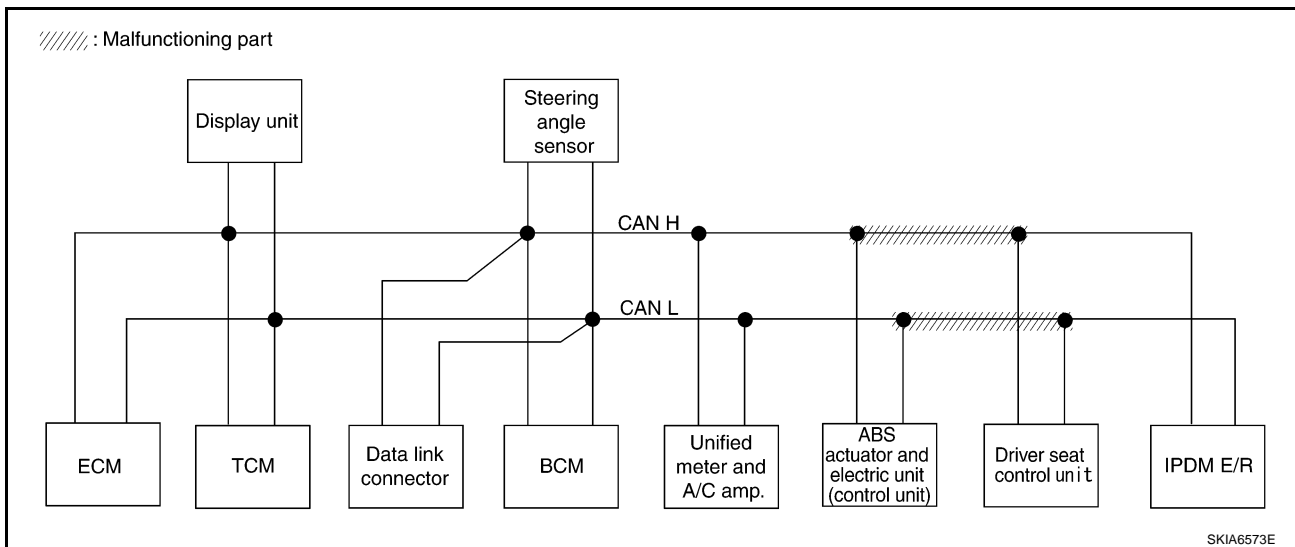 : Malfunctioning part
Display unit
Steering
angle
sensor
CAN H
CAN L
ECM
TCM
Data link
connector
BCM
Unified
meter and
A/C amp.
ABS
actuator and
electric unit
(control unit)
Driver seat
control unit
IPDM E/R
SKIA6573E